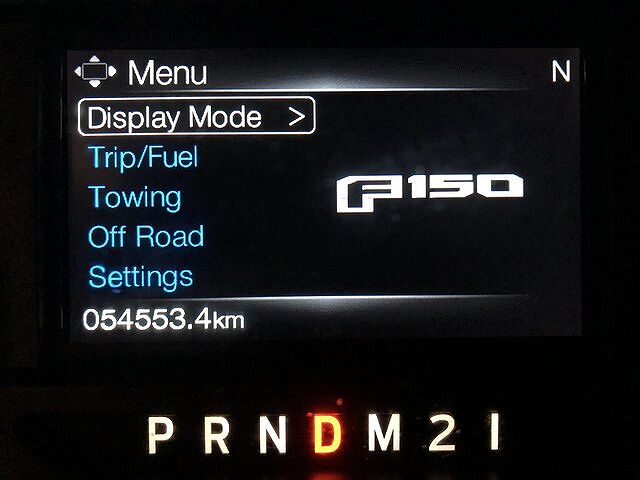 Menu N
Display Mode >
Trip/Fuel
Towing
F150
Off Road
Settings
054553.4km
P R N D M 2 1